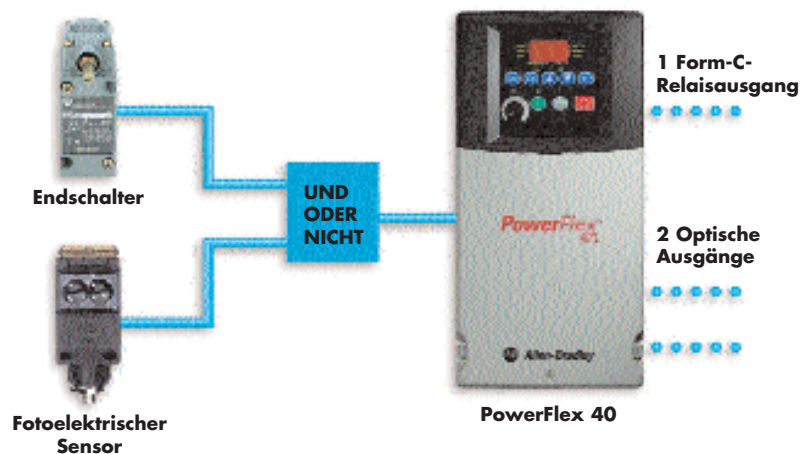 1 Form-C-
Relaisausgang
Endschalter
UND
ODER
NICHT
PowerFlex
2 Optische
Ausgänge
Allen-Bradley
Fotoelektrischer
Sensor
PowerFlex 40